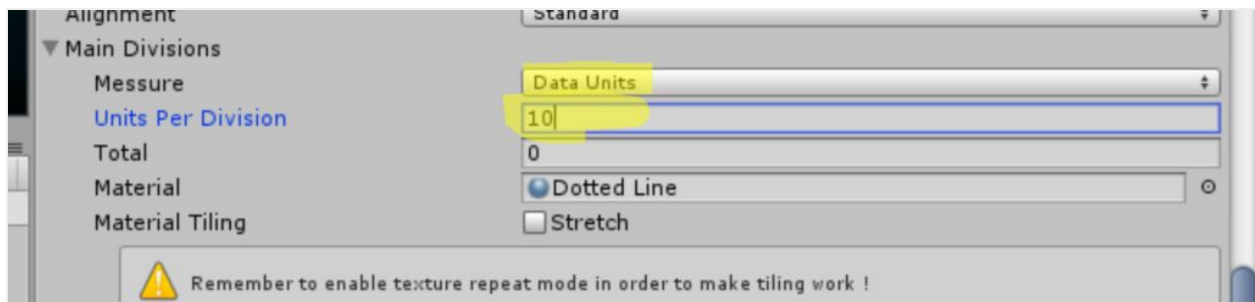 Alignment Standard
Main Divisions
Messure Data Units
Units Per Division 10
Total 0
Material Dotted Line
Material Tiling Stretch
Remember to enable texture repeat mode in order to make tiling work !